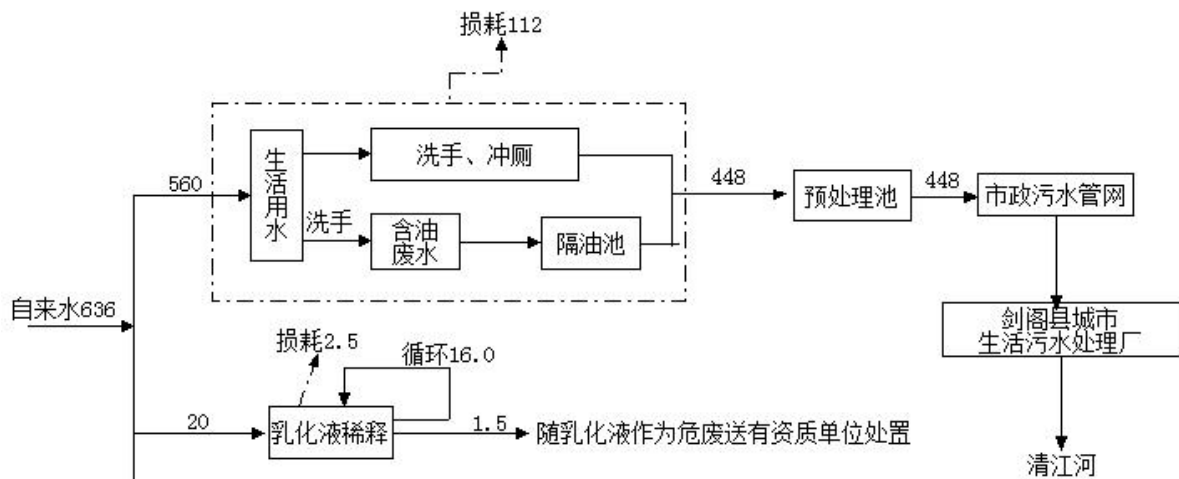 损耗112
生活用水
洗手、冲厕
560
448
预处理池
448
市政污水管网
洗手
含油
废水
隔油池
自来水636
剑阁县城市
生活污水处理厂
损耗2.5
循环16.0
20
乳化液稀释
1.5
随乳化液作为危废送有资质单位处置
清江河